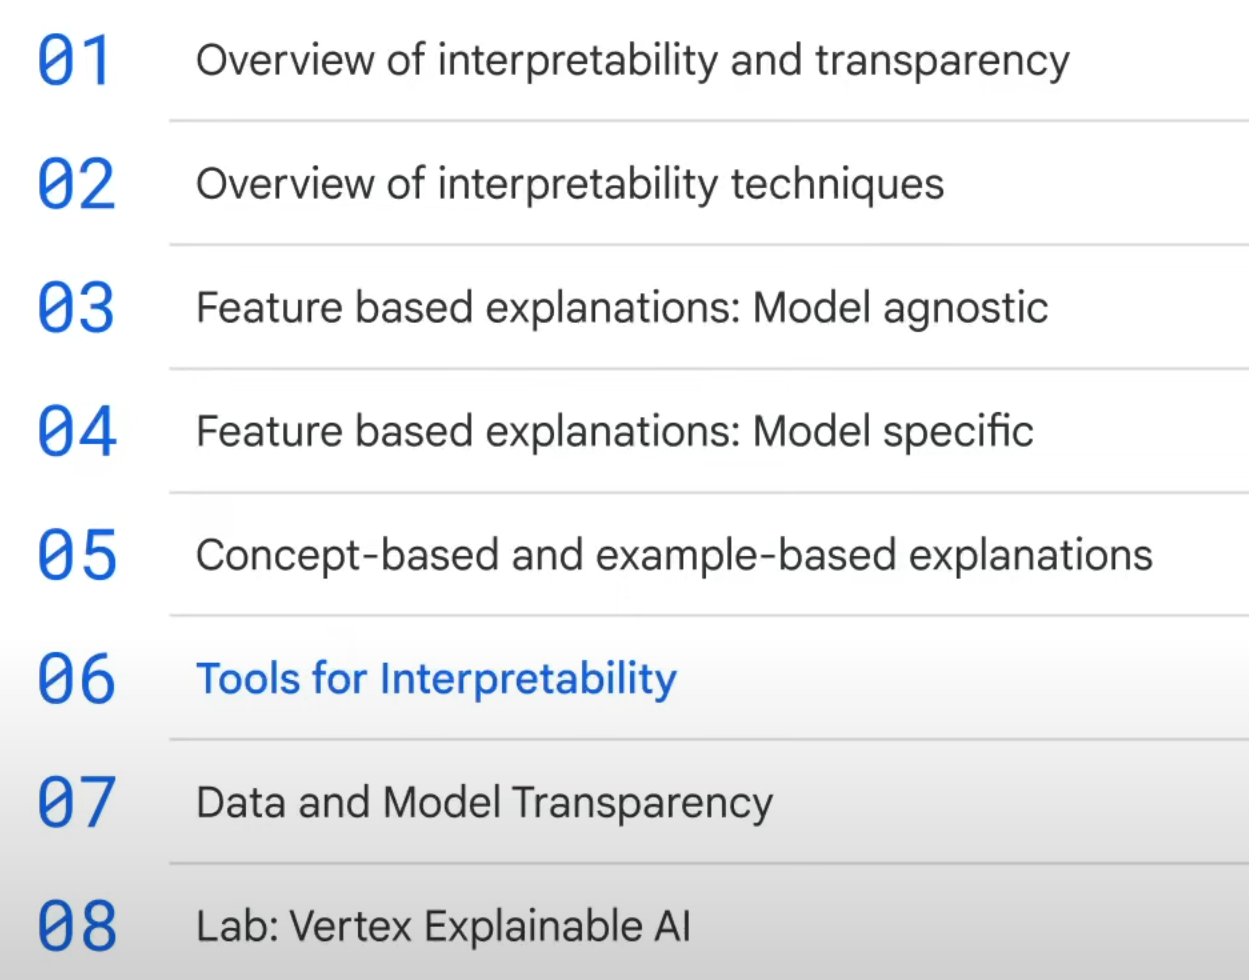 01 Overview of interpretability and transparency
02 Overview of interpretability techniques
03 Feature based explanations: Model agnostic
04 Feature based explanations: Model specific
05 Concept-based and example-based explanations
06 Tools for Interpretability
07 Data and Model Transparency
08 Lab: Vertex Explainable AI